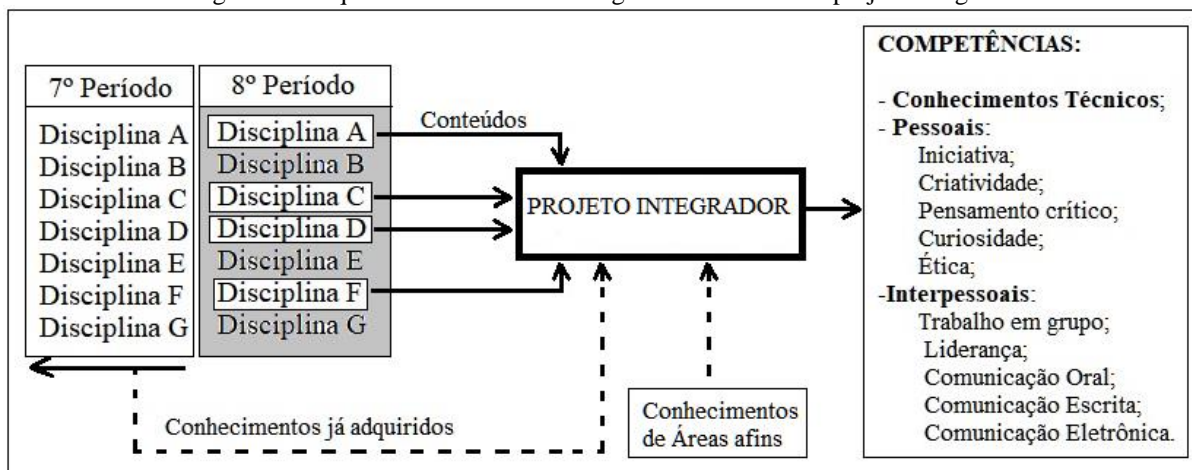 7º Período
Disciplina A
Disciplina B
Disciplina C
Disciplina D
Disciplina E
Disciplina F
Disciplina G
8º Período
Disciplina A
Disciplina B
Disciplina C
Disciplina D
Disciplina E
Disciplina F
Disciplina G
Conteúdos
PROJETO INTEGRADOR
Conhecimentos já adquiridos
Conhecimentos
de Áreas afins
COMPETÊNCIAS:
- Conhecimentos Técnicos;
- Pessoais:
Iniciativa;
Criatividade;
Pensamento crítico;
Curiosidade;
Ética;
-Interpessoais:
Trabalho em grupo;
Liderança;
Comunicação Oral;
Comunicação Escrita;
Comunicação Eletrônica.